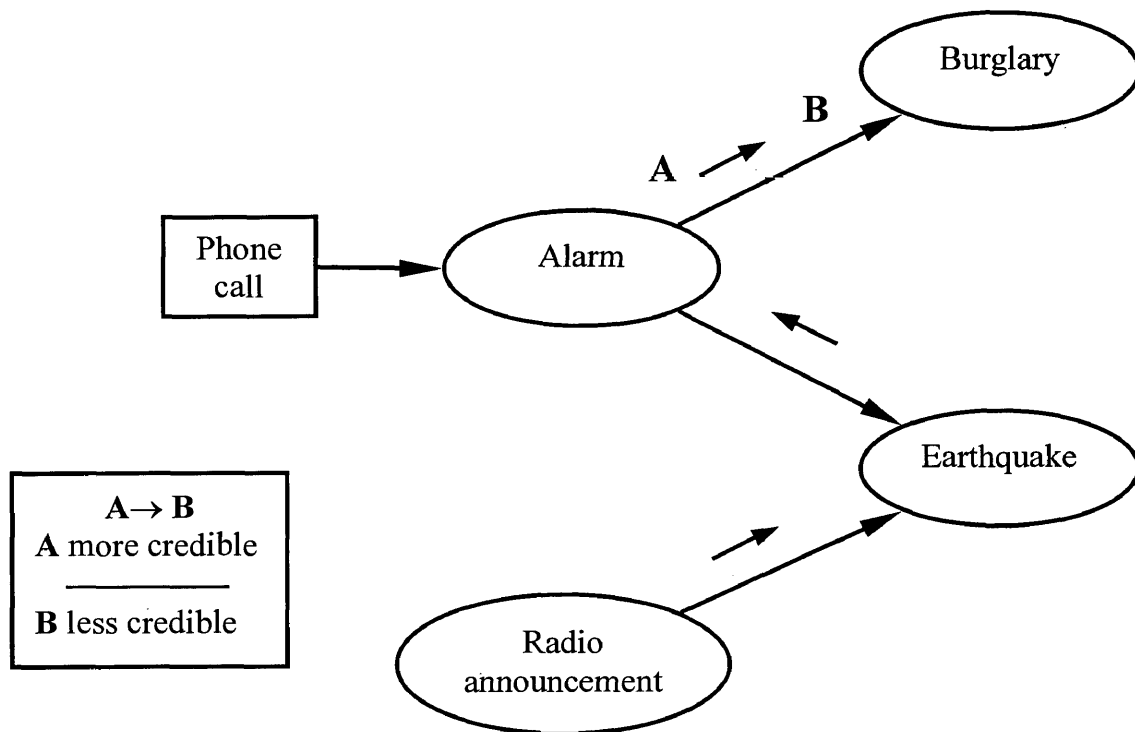 Burglary
B
A
Phone
call
Alarm
Earthquake
A → B
A more credible
B less credible
Radio
announcement